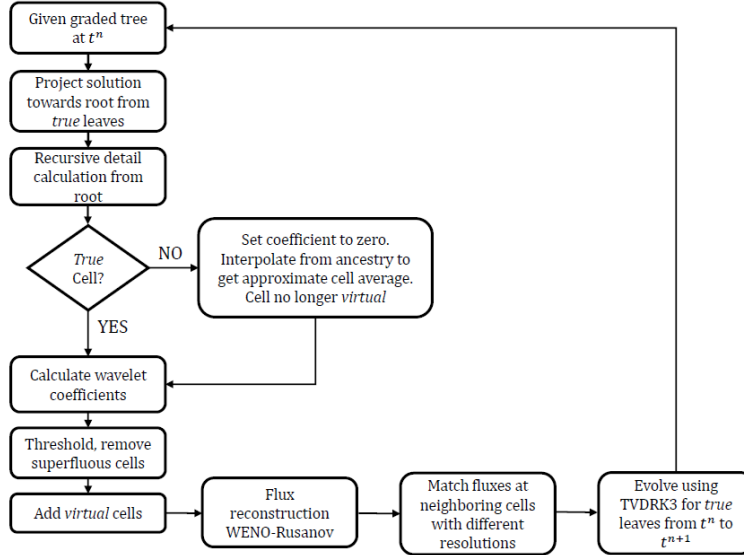 Given graded tree
at tⁿ
Project solution
towards root from
true leaves
Recursive detail calculation from
root
True
Cell?
NO
Set coefficient to zero.
Interpolate from ancestry to
get approximate cell average.
Cell no longer virtual
YES
Calculate wavelet
coefficients
Threshold, remove
superfluous cells
Add virtual cells
Flux
reconstruction
WENO-Rusanov
Match fluxes at
neighboring cells
with different
resolutions
Evolve using
TVDRK3 for true
leaves from tⁿ to
tⁿ⁺¹